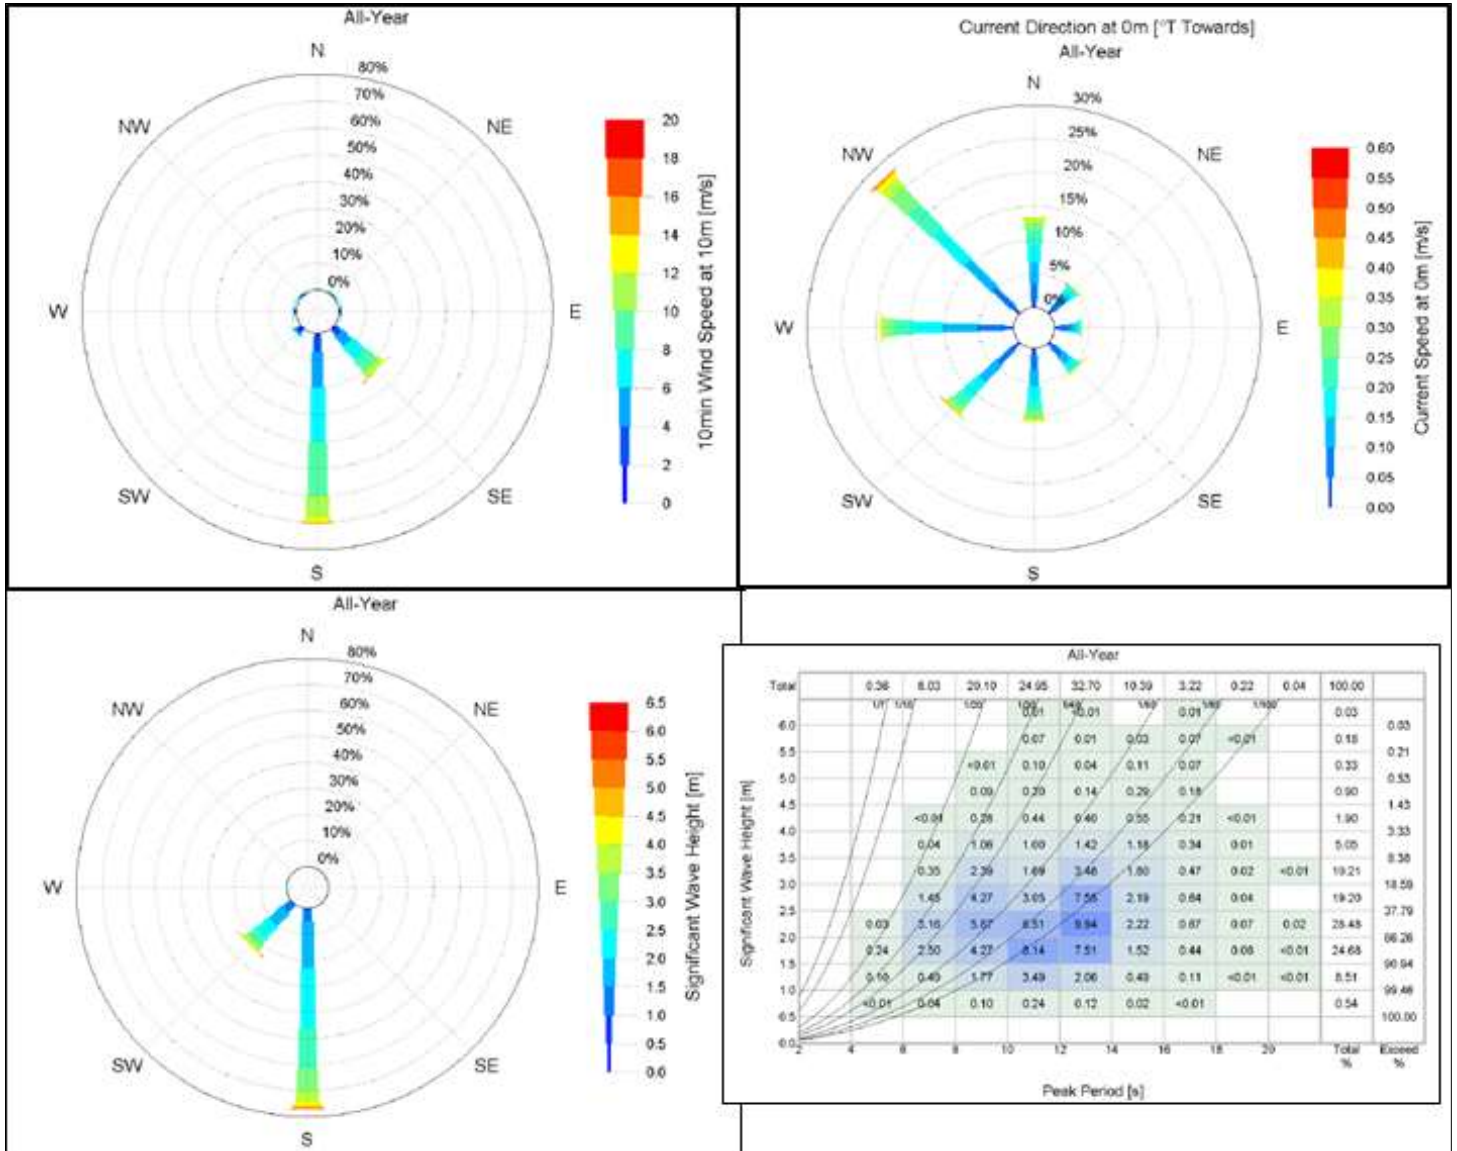 All-Year
N
80%
70%
60%
50%
40%
30%
20%
10%
0%
NW
NE
W
E
SW
SE
S
20
18
16
14
12
10
8
6
4
2
0
10min Wind Speed at 10m [m/s]
Current Direction at 0m [°T Towards]
All-Year
N
30%
25%
20%
15%
10%
5%
0%
NW
NE
W
E
SW
SE
S
0.60
0.55
0.50
0.45
0.40
0.35
0.30
0.25
0.20
0.15
0.10
0.05
0.00
Current Speed at 0m [m/s]
All-Year
N
80%
70%
60%
50%
40%
30%
20%
10%
0%
NW
NE
W
E
SW
SE
S
6.5
6.0
5.5
5.0
4.5
4.0
3.5
3.0
2.5
2.0
1.5
1.0
0.5
0.0
Significant Wave Height [m]
All-Year
Total 0.36 20.10 24.95 32.70 10.39 3.22 0.22 0.04 100.00
0.01 0.03
6.0 0.03
0.07 0.01 0.03 0.07 <0.01 0.18
5.5 0.21
<0.01 0.10 0.04 0.11 0.07 0.33
5.0 0.53
0.09 0.20 0.14 0.29 0.18 0.90
4.5 1.43
<0.01 0.28 0.44 0.40 0.55 0.21 <0.01 1.90
4.0 3.33
0.04 1.06 1.00 1.42 1.18 0.34 0.01 5.05
3.5 8.38
0.35 2.39 1.69 3.48 1.80 0.47 0.02 <0.01 10.21
3.0 18.59
1.45 4.27 3.05 7.56 2.19 0.64 0.04 19.20
2.5 37.79
0.03 3.16 8.51 9.84 2.22 0.67 0.07 0.02 28.48
2.0 66.26
0.24 2.50 4.27 8.14 7.51 1.52 0.44 0.06 <0.01 24.68
1.5 90.94
0.10 0.49 1.77 3.49 2.06 0.49 0.11 <0.01 <0.01 8.51
1.0 99.46
<0.01 0.04 0.10 0.24 0.12 0.02 <0.01 0.54
0.5 100.00
0.0
2 4 6 8 10 12 14 16 18 20 Total Exceed
% %
Significant Wave Height [m]
Peak Period [s]